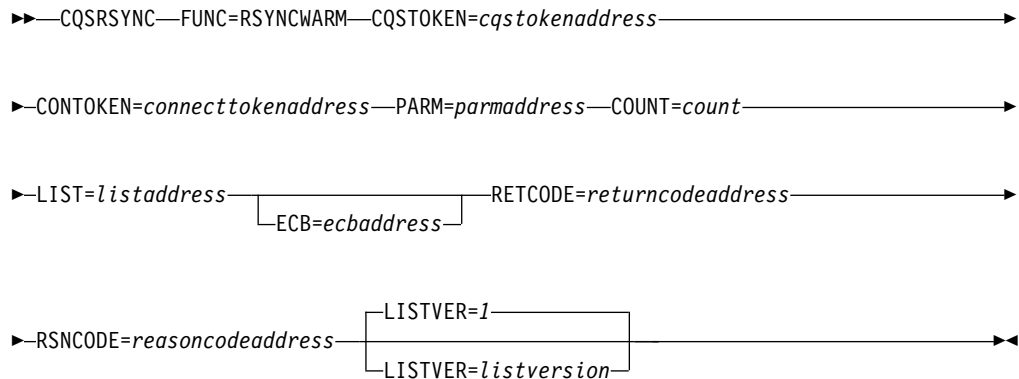 CQSRSYNC FUNC=RSYNCWARM CQSTOKEN=cqstokenaddress
CONTOKEN=connecttokenaddress PARM=parmaddress COUNT=count
LIST=listaddress RETCODE=returncodeaddress
ECB=ecbaddress
LISTVER=1
RSNCODE=reasoncodeaddress
LISTVER=listversion